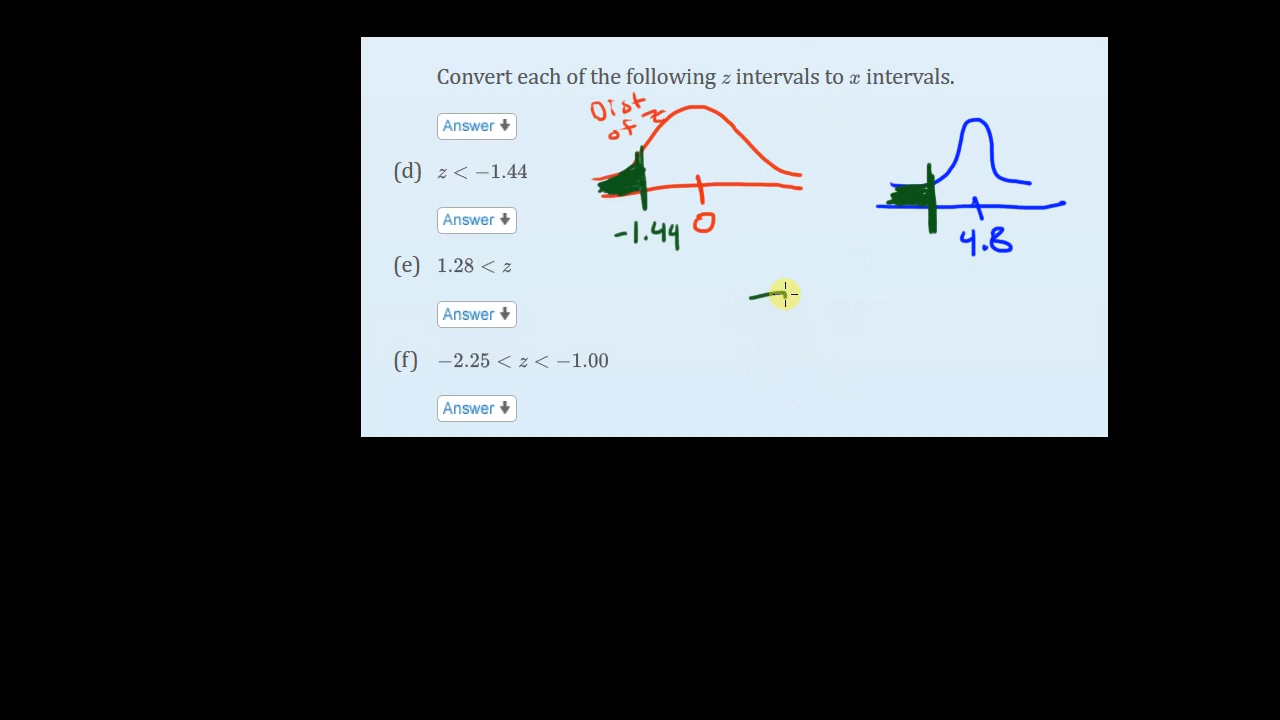 Convert each of the following z intervals to x intervals.
Dist
of z
Answer
(d) z < −1.44
-1.44 0
4.8
Answer
(e) 1.28 < z
Answer
(f) −2.25 < z < −1.00
Answer